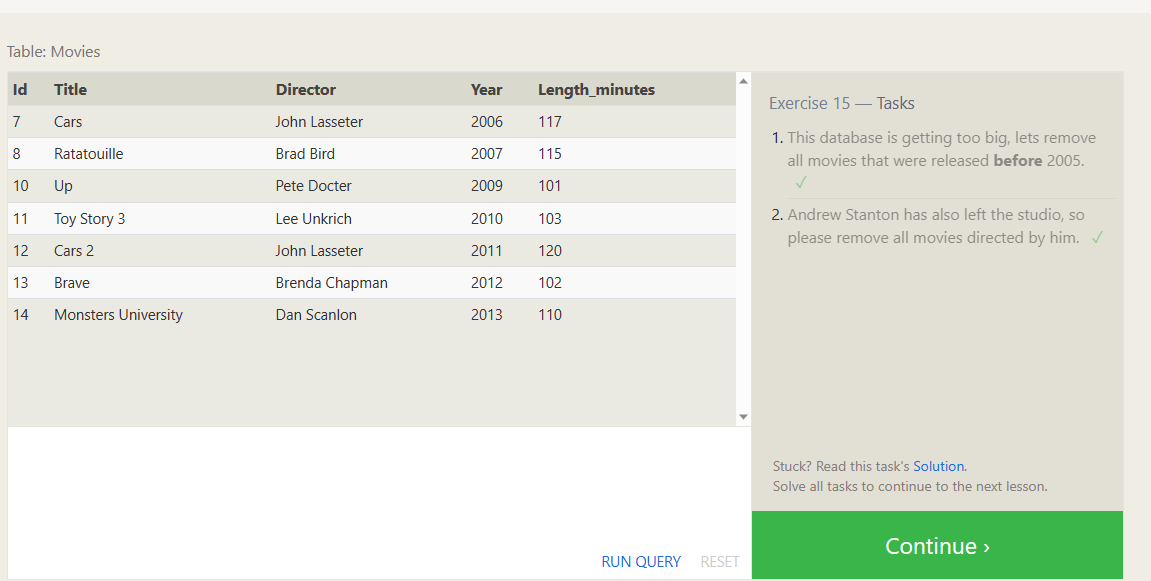 Table: Movies
Id Title Director Year Length_minutes
7 Cars John Lasseter 2006 117
8 Ratatouille Brad Bird 2007 115
10 Up Pete Docter 2009 101
11 Toy Story 3 Lee Unkrich 2010 103
12 Cars 2 John Lasseter 2011 120
13 Brave Brenda Chapman 2012 102
14 Monsters University Dan Scanlon 2013 110
RUN QUERY RESET
Exercise 15 — Tasks
1. This database is getting too big, lets remove
all movies that were released before 2005.
✓
2. Andrew Stanton has also left the studio, so
please remove all movies directed by him. ✓
Stuck? Read this task's Solution.
Solve all tasks to continue to the next lesson.
Continue ›